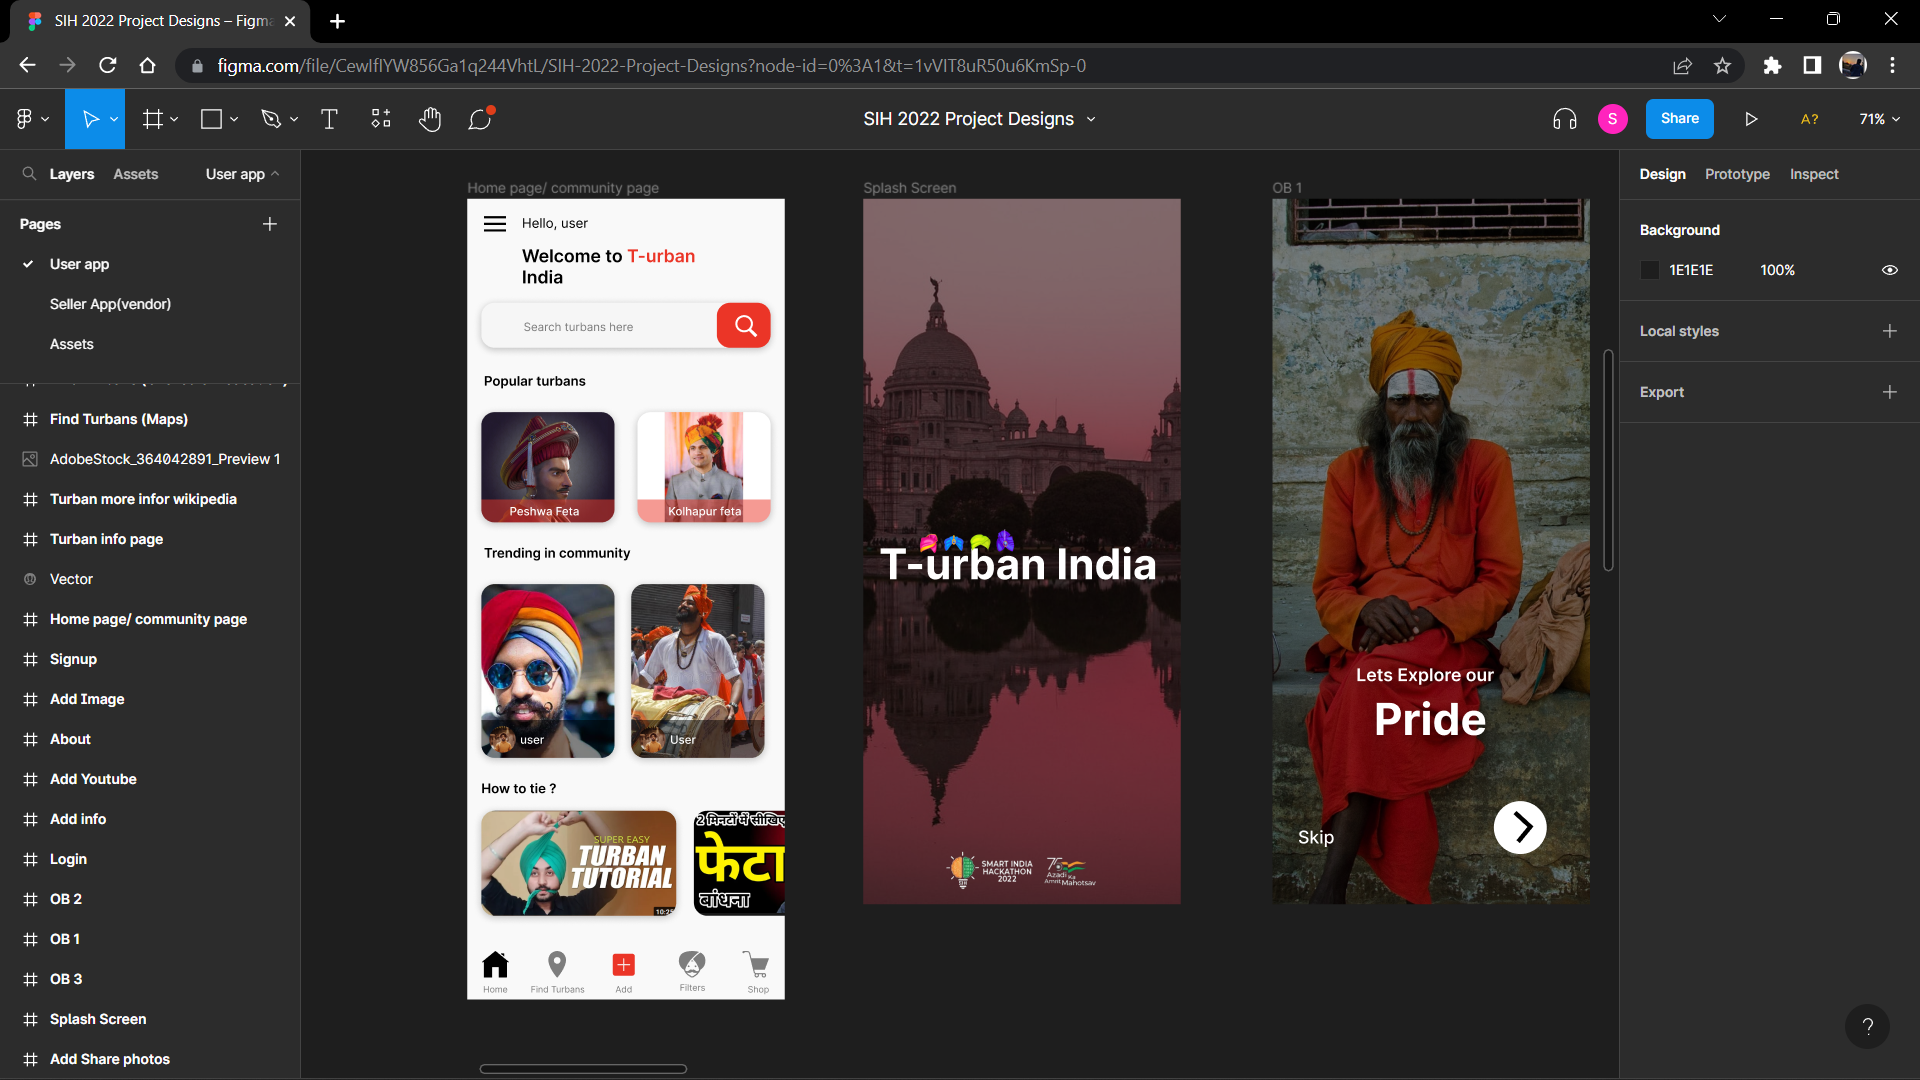 SIH 2022 Project Designs – Figma
figma.com/file/CewIfIYW856Ga1q244VhtL/SIH-2022-Project-Designs?node-id=0%3A1&t=1vVIT8uR50u6KmSp-0
SIH 2022 Project Designs
S
Share
A?
71%
Layers
Assets
User app
Pages
User app
Seller App(vendor)
Assets
Find Turbans (Maps)
AdobeStock_364042891_Preview 1
Turban more infor wikipedia
Turban info page
Vector
Home page/ community page
Signup
Add Image
About
Add Youtube
Add info
Login
OB 2
OB 1
OB 3
Splash Screen
Add Share photos
Home page/ community page
Hello, user
Welcome to T-urban
India
Search turbans here
Popular turbans
Peshwa Feta
Kolhapur feta
Trending in community
user
User
How to tie ?
SUPER EASY
TURBAN
TUTORIAL
10:25
2 मिनटों में सीखिए
फेटा
बांधना
Home
Find Turbans
Add
Filters
Shop
Splash Screen
T-urban India
SMART INDIA
HACKATHON
2022
75
Azadi Ka
Amrit Mahotsav
OB 1
Lets Explore our
Pride
Skip
Design
Prototype
Inspect
Background
1E1E1E
100%
Local styles
Export
?